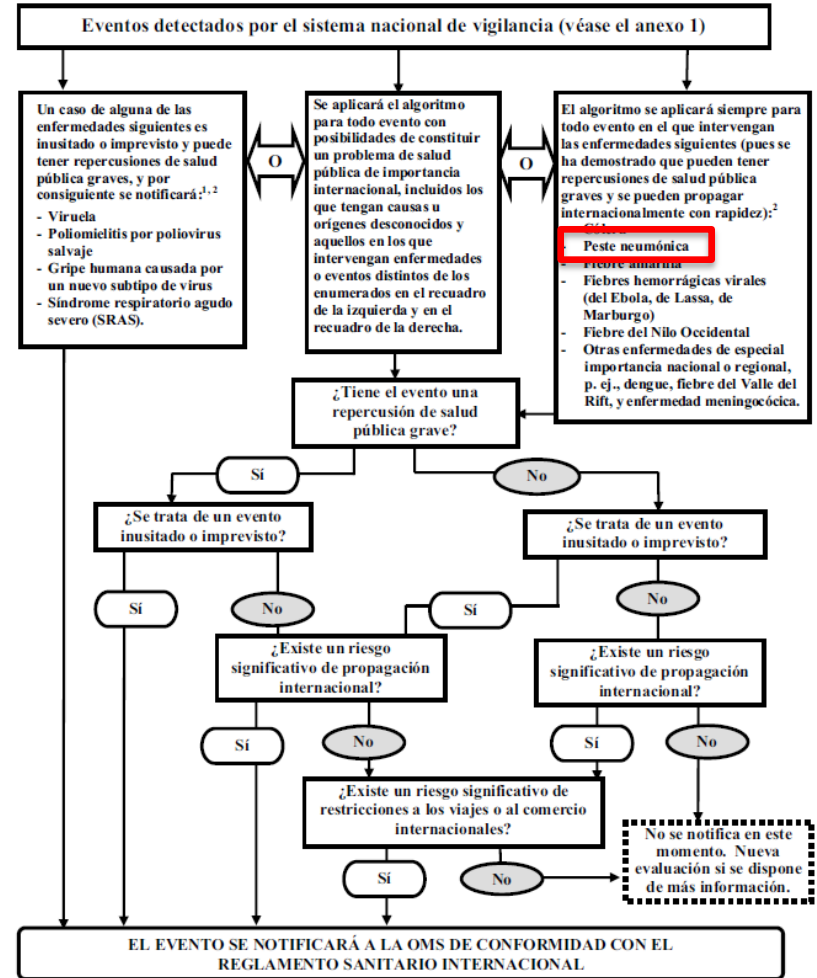 Eventos detectados por el sistema nacional de vigilancia (véase el anexo 1)
Un caso de alguna de las
enfermedades siguientes es
inusitado o imprevisto y puede
tener repercusiones de salud
pública graves, y por
consiguiente se notificará:¹, ²
- Viruela
- Poliomielitis por poliovirus
salvaje
- Gripe humana causada por
un nuevo subtipo de virus
- Síndrome respiratorio agudo
severo (SRAS).
O
Se aplicará el algoritmo
para todo evento con
posibilidades de constituir
un problema de salud
pública de importancia
internacional, incluidos los
que tengan causas u
orígenes desconocidos y
aquellos en los que
intervengan enfermedades
o eventos distintos de los
enumerados en el recuadro
de la izquierda y en el
recuadro de la derecha.
O
El algoritmo se aplicará siempre para
todo evento en el que intervengan
las enfermedades siguientes (pues se
ha demostrado que pueden tener
repercusiones de salud pública
graves y se pueden propagar
internacionalmente con rapidez):²
- Cólera
- Peste neumónica
- Fiebre amarilla
- Fiebres hemorrágicas virales
(del Ebola, de Lassa, de
Marburgo)
- Fiebre del Nilo Occidental
- Otras enfermedades de especial
importancia nacional o regional,
p. ej., dengue, fiebre del Valle del
Rift, y enfermedad meningocócica.
¿Tiene el evento una
repercusión de salud
pública grave?
Sí
No
¿Se trata de un evento
inusitado o imprevisto?
¿Se trata de un evento
inusitado o imprevisto?
Sí
No
Sí
No
¿Existe un riesgo
significativo de propagación
internacional?
¿Existe un riesgo
significativo de propagación
internacional?
Sí
No
Sí
No
¿Existe un riesgo significativo de
restricciones a los viajes o al comercio
internacionales?
No se notifica en este
momento. Nueva
evaluación si se dispone
de más información.
Sí
No
EL EVENTO SE NOTIFICARÁ A LA OMS DE CONFORMIDAD CON EL
REGLAMENTO SANITARIO INTERNACIONAL